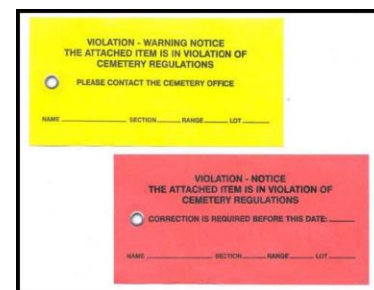 VIOLATION - WARNING NOTICE
THE ATTACHED ITEM IS IN VIOLATION OF
CEMETERY REGULATIONS
PLEASE CONTACT THE CEMETERY OFFICE
NAME SECTION RANGE LOT
VIOLATION - NOTICE
THE ATTACHED ITEM IS IN VIOLATION OF
CEMETERY REGULATIONS
CORRECTION IS REQUIRED BEFORE THIS DATE:
NAME SECTION RANGE LOT